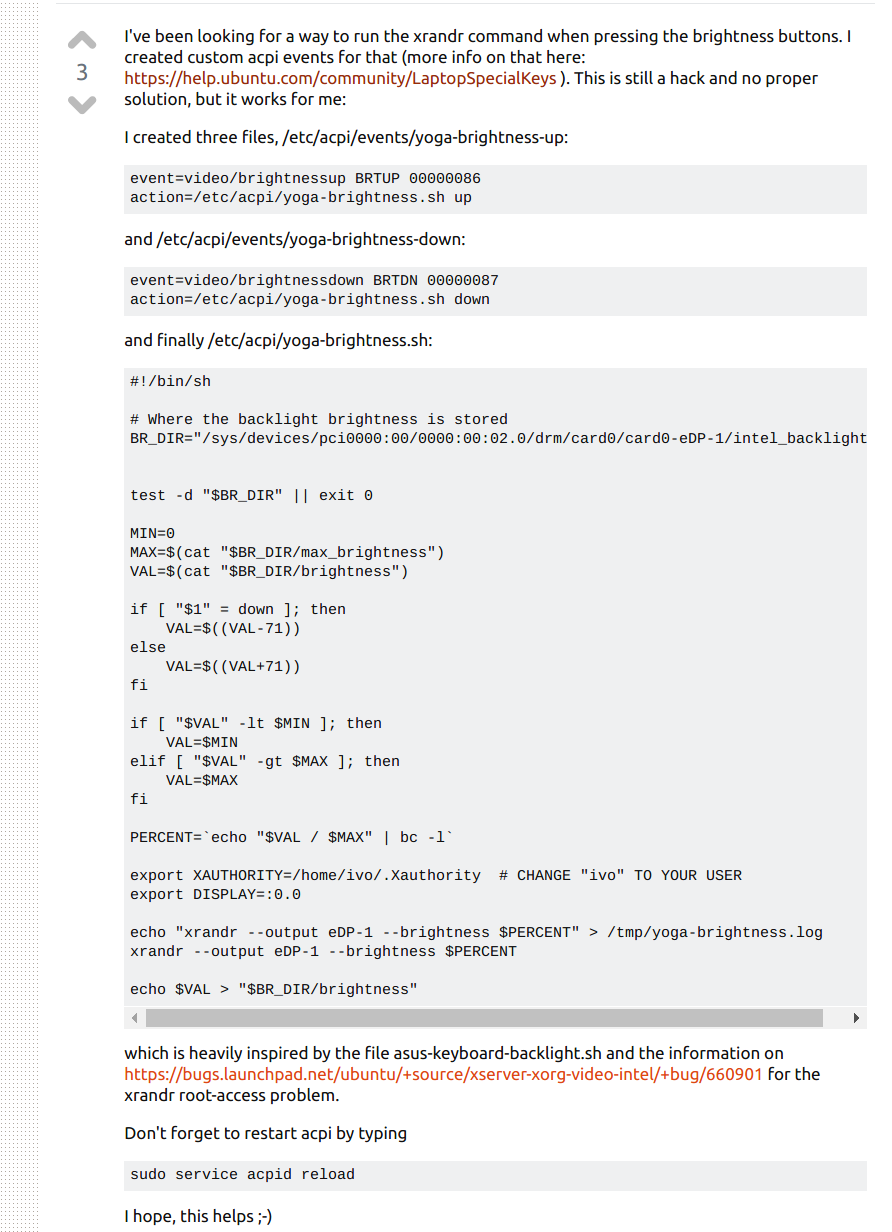 I've been looking for a way to run the xrandr command when pressing the brightness buttons. I
created custom acpi events for that (more info on that here:
3
https://help.ubuntu.com/community/LaptopSpecialKeys ). This is still a hack and no proper
solution, but it works for me:
I created three files, /etc/acpi/events/yoga-brightness-up:
event=video/brightnessup BRTUP 00000086
action=/etc/acpi/yoga-brightness.sh up
and /etc/acpi/events/yoga-brightness-down:
event=video/brightnessdown BRTDN 00000087
action=/etc/acpi/yoga-brightness.sh down
and finally /etc/acpi/yoga-brightness.sh:
#!/bin/sh
# Where the backlight brightness is stored
BR_DIR="/sys/devices/pci0000:00/0000:00:02.0/drm/card0/card0-eDP-1/intel_backlight
test -d "$BR_DIR" || exit 0
MIN=0
MAX=$(cat "$BR_DIR/max_brightness")
VAL=$(cat "$BR_DIR/brightness")
if [ "$1" = down ]; then
    VAL=$((VAL-71))
else
    VAL=$((VAL+71))
fi
if [ "$VAL" -lt $MIN ]; then
    VAL=$MIN
elif [ "$VAL" -gt $MAX ]; then
    VAL=$MAX
fi
PERCENT=`echo "$VAL / $MAX" | bc -l`
export XAUTHORITY=/home/ivo/.Xauthority  # CHANGE "ivo" TO YOUR USER
export DISPLAY=:0.0
echo "xrandr --output eDP-1 --brightness $PERCENT" > /tmp/yoga-brightness.log
xrandr --output eDP-1 --brightness $PERCENT
echo $VAL > "$BR_DIR/brightness"
which is heavily inspired by the file asus-keyboard-backlight.sh and the information on
https://bugs.launchpad.net/ubuntu/+source/xserver-xorg-video-intel/+bug/660901 for the
xrandr root-access problem.
Don't forget to restart acpi by typing
sudo service acpid reload
I hope, this helps ;-)